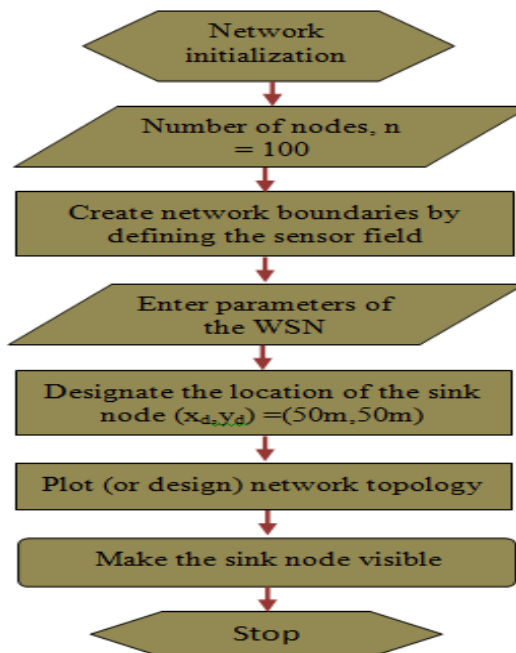 Network
initialization
Number of nodes, n
= 100
Create network boundaries by
defining the sensor field
Enter parameters of
the WSN
Designate the location of the sink
node (xd,yd) =(50m,50m)
Plot (or design) network topology
Make the sink node visible
Stop